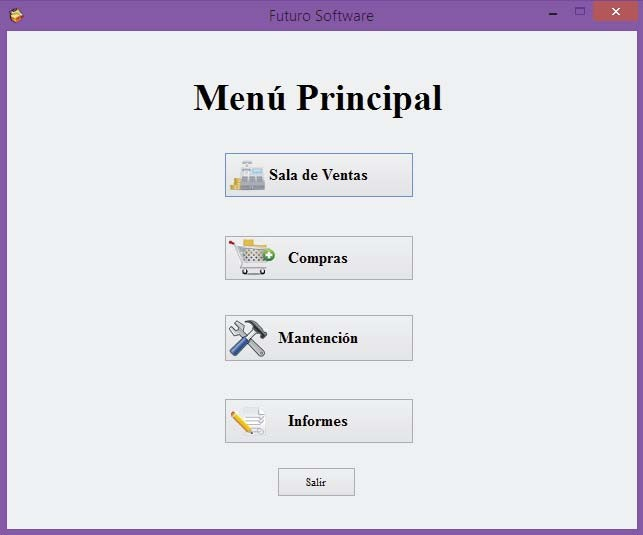 Futuro Software
Menú Principal
Sala de Ventas
Compras
Mantención
Informes
Salir